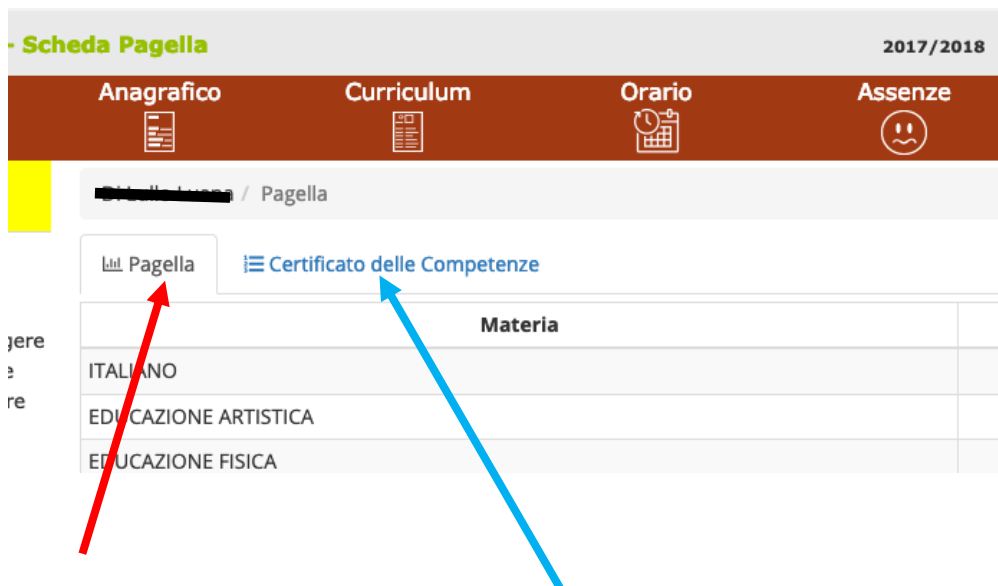 - Scheda Pagella 2017/2018
Anagrafico Curriculum Orario Assenze
/ Pagella
Pagella Certificato delle Competenze
Materia
gere
ITALIANO
e
re
EDUCAZIONE ARTISTICA
EDUCAZIONE FISICA